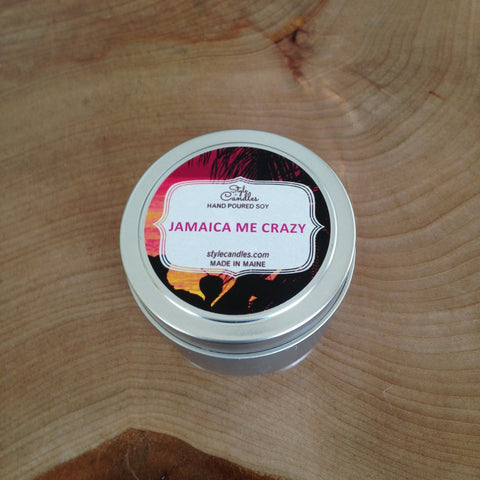 Style
Candles
HAND POURED SOY
JAMAICA ME CRAZY
stylecandles.com
MADE IN MAINE